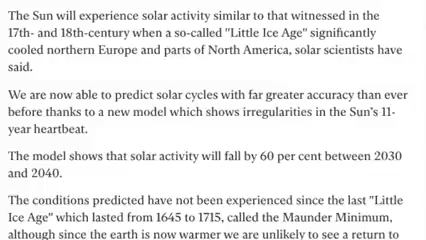 The Sun will experience solar activity similar to that witnessed in the
17th- and 18th-century when a so-called "Little Ice Age" significantly
cooled northern Europe and parts of North America, solar scientists have
said.
We are now able to predict solar cycles with far greater accuracy than ever
before thanks to a new model which shows irregularities in the Sun's 11-
year heartbeat.
The model shows that solar activity will fall by 60 per cent between 2030
and 2040.
The conditions predicted have not been experienced since the last "Little
Ice Age" which lasted from 1645 to 1715, called the Maunder Minimum,
although since the earth is now warmer we are unlikely to see a return to